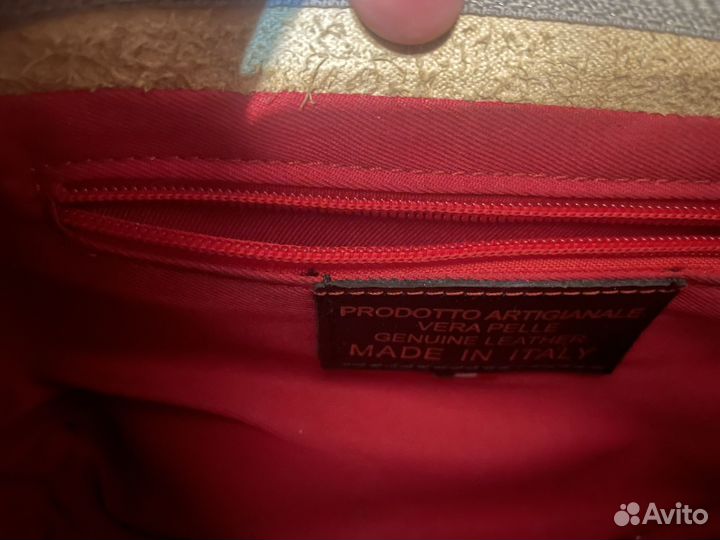 PRODOTTO ARTIGIANALE
VERA PELLE
GENUINE LEATHER
MADE IN ITALY
Avito